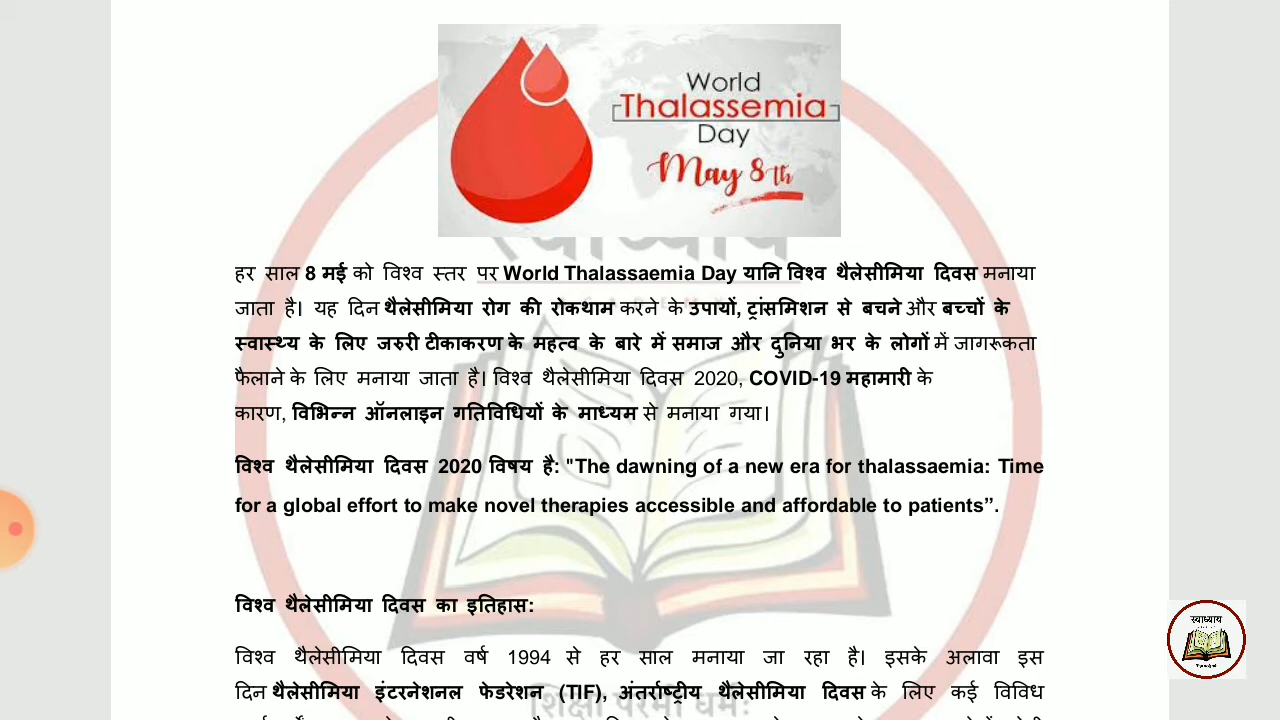 World
Thalassemia
Day
May 8th
हर साल 8 मई को विश्व स्तर पर World Thalassaemia Day यानि विश्व थैलेसीमिया दिवस मनाया
जाता है। यह दिन थैलेसीमिया रोग की रोकथाम करने के उपायों, ट्रांसमिशन से बचने और बच्चों के
स्वास्थ्य के लिए जरुरी टीकाकरण के महत्व के बारे में समाज और दुनिया भर के लोगों में जागरूकता
फैलाने के लिए मनाया जाता है। विश्व थैलेसीमिया दिवस 2020, COVID-19 महामारी के
कारण, विभिन्न ऑनलाइन गतिविधियों के माध्यम से मनाया गया।
विश्व थैलेसीमिया दिवस 2020 विषय है: "The dawning of a new era for thalassaemia: Time
for a global effort to make novel therapies accessible and affordable to patients”.
विश्व थैलेसीमिया दिवस का इतिहास:
विश्व थैलेसीमिया दिवस वर्ष 1994 से हर साल मनाया जा रहा है। इसके अलावा इस
दिन थैलेसीमिया इंटरनेशनल फेडरेशन (TIF), अंतर्राष्ट्रीय थैलेसीमिया दिवस के लिए कई विविध
स्वाध्याय